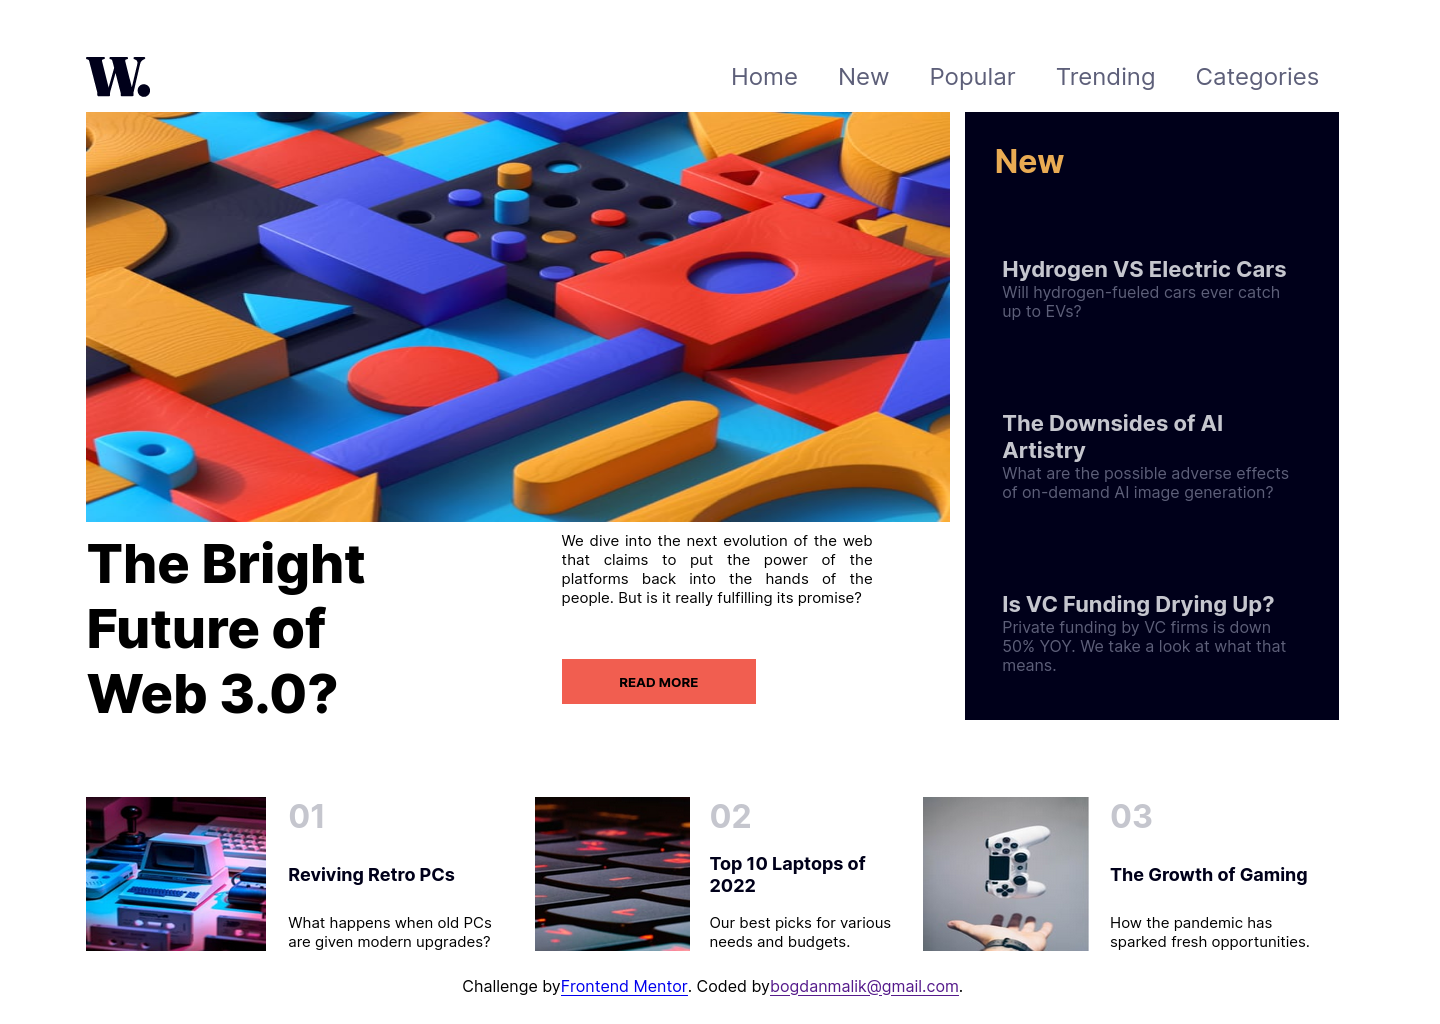 W.
Home New Popular Trending Categories
New
Hydrogen VS Electric Cars
Will hydrogen-fueled cars ever catch
up to EVs?
The Downsides of AI
Artistry
What are the possible adverse effects
of on-demand AI image generation?
Is VC Funding Drying Up?
Private funding by VC firms is down
50% YOY. We take a look at what that
means.
The Bright
Future of
Web 3.0?
We dive into the next evolution of the web
that claims to put the power of the
platforms back into the hands of the
people. But is it really fulfilling its promise?
READ MORE
01
Reviving Retro PCs
What happens when old PCs
are given modern upgrades?
02
Top 10 Laptops of
2022
Our best picks for various
needs and budgets.
03
The Growth of Gaming
How the pandemic has
sparked fresh opportunities.
Challenge by Frontend Mentor. Coded by bogdanmalik@gmail.com.